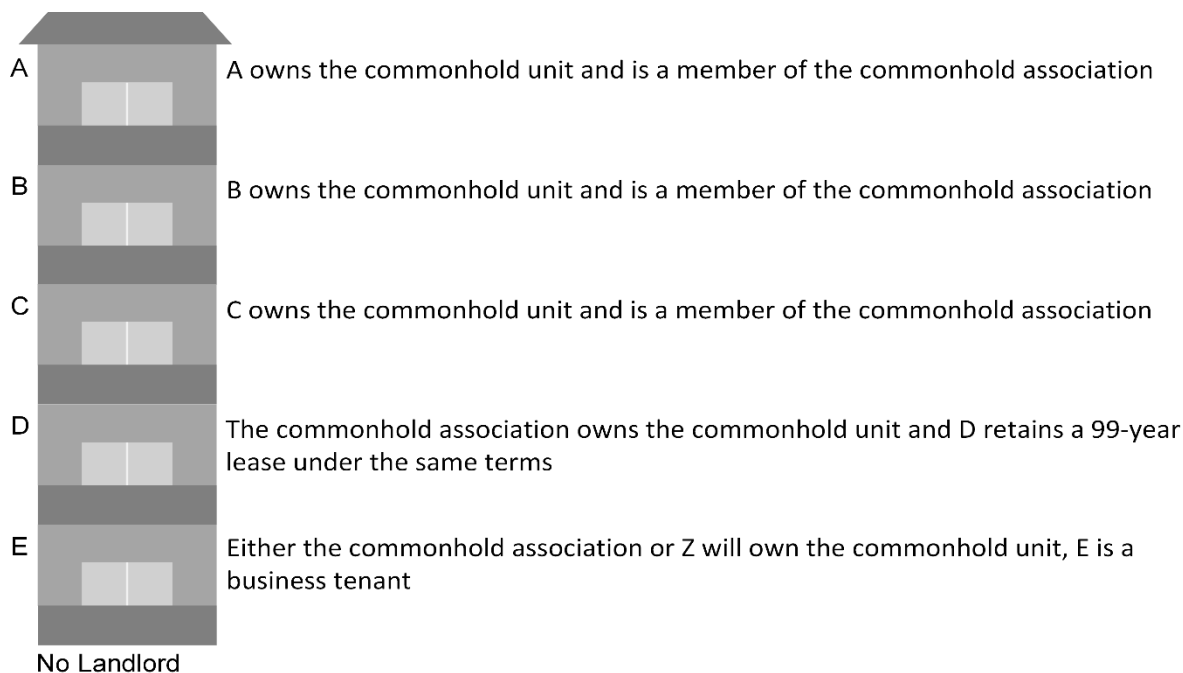 A
A owns the commonhold unit and is a member of the commonhold association
B
B owns the commonhold unit and is a member of the commonhold association
C
C owns the commonhold unit and is a member of the commonhold association
D
The commonhold association owns the commonhold unit and D retains a 99-year
lease under the same terms
E
Either the commonhold association or Z will own the commonhold unit, E is a
business tenant
No Landlord